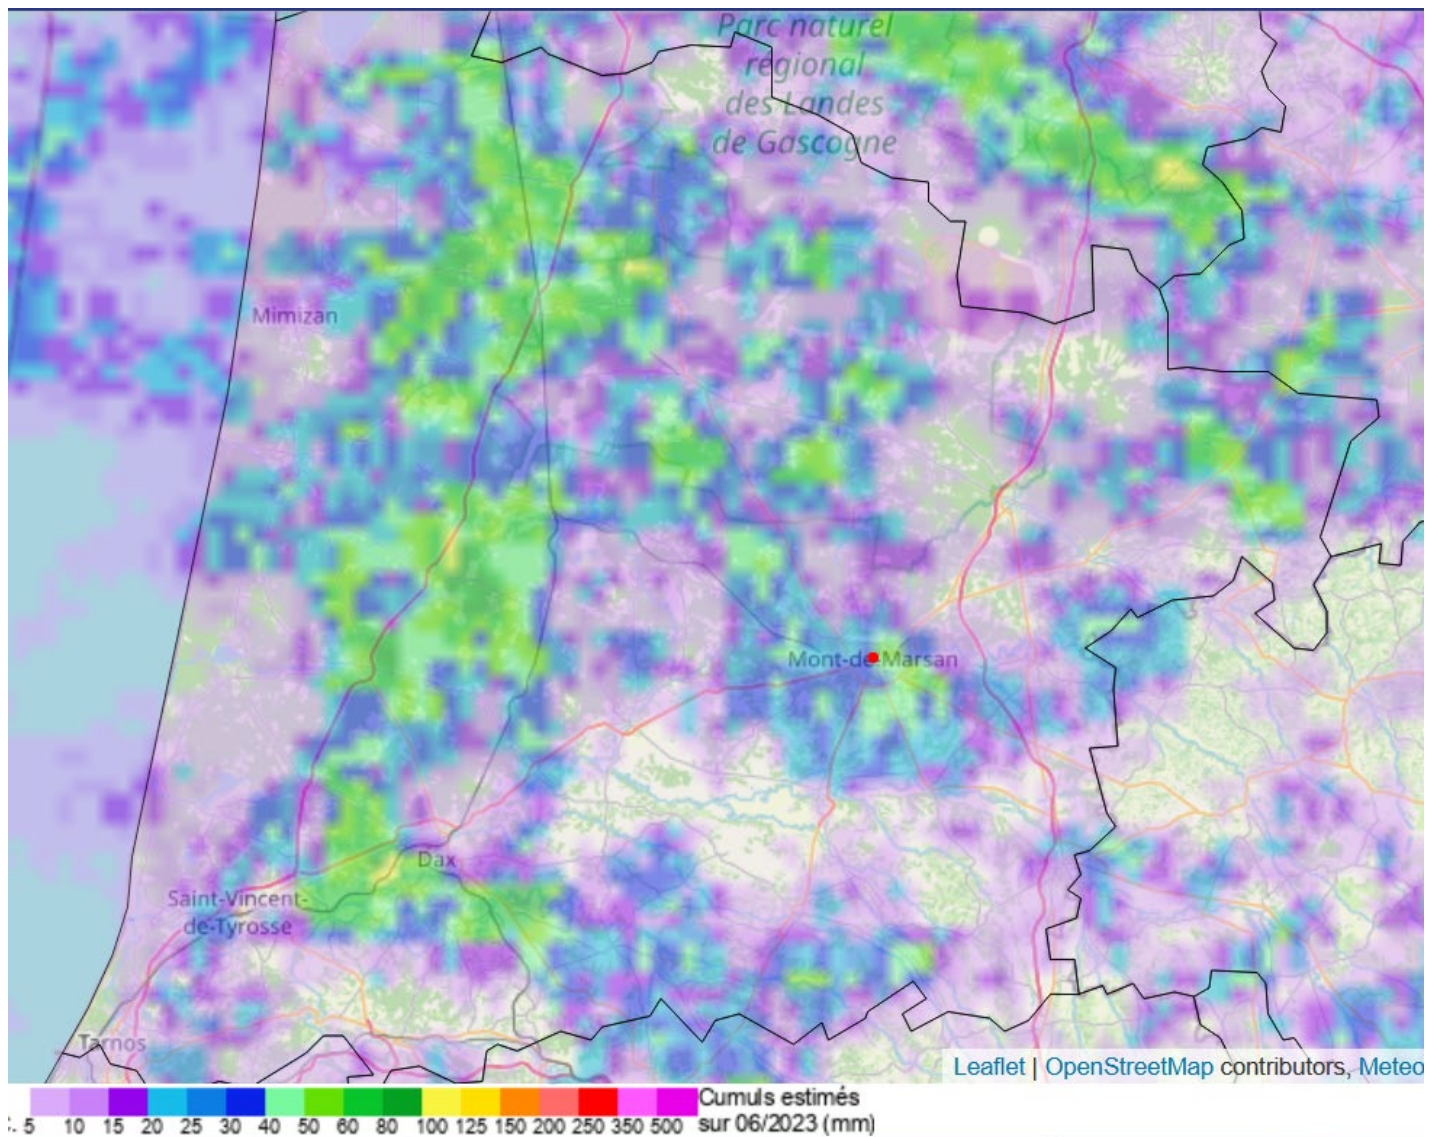 Parc naturel
régional
des Landes
de Gascogne
Mimizan
Mont-de-Marsan
Dax
Saint-Vincent-
de-Tyrosse
Tarnos
Leaflet | OpenStreetMap contributors, Meteo
5 10 15 20 25 30 40 50 60 80 100 125 150 200 250 350 500
Cumuls estimés
sur 06/2023 (mm)